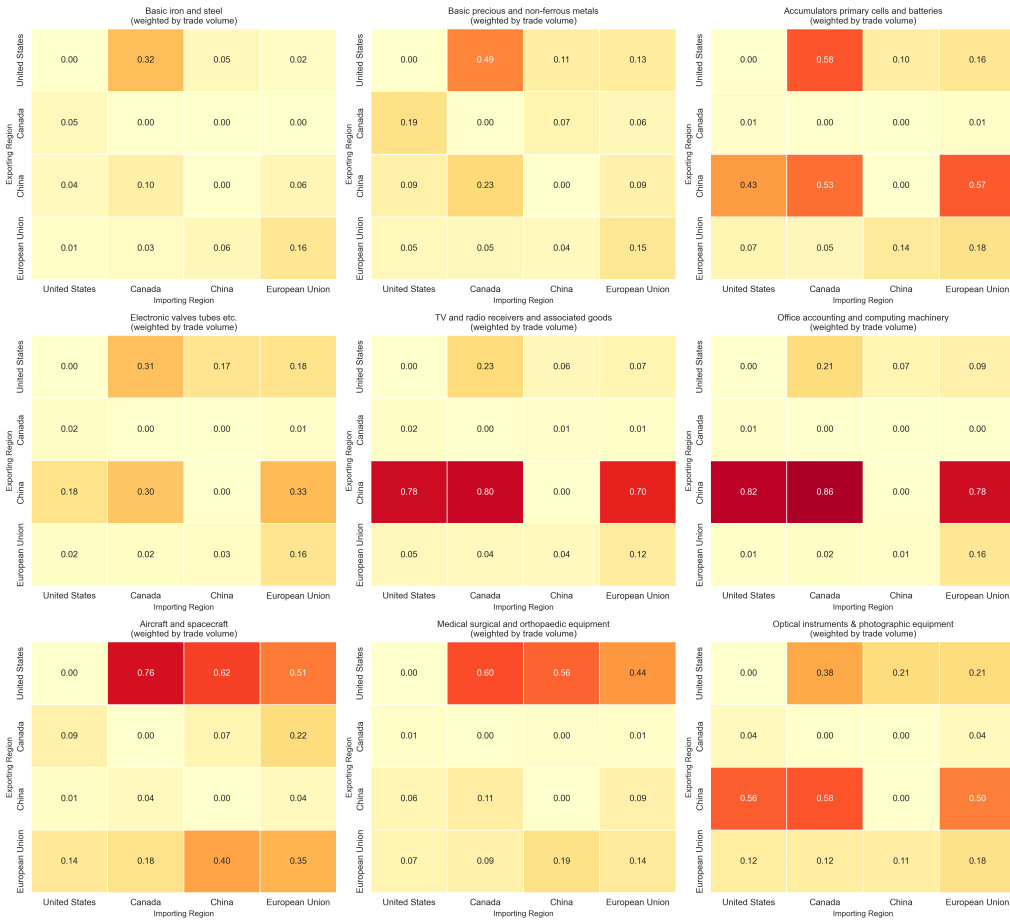 Basic iron and steel
(weighted by trade volume)
Exporting Region
United States
0.00 0.32 0.05 0.02
Canada
0.05 0.00 0.00 0.00
China
0.04 0.10 0.00 0.06
European Union
0.01 0.03 0.06 0.16
United States Canada China European Union
Importing Region
Basic precious and non-ferrous metals
(weighted by trade volume)
Exporting Region
United States
0.00 0.49 0.11 0.13
Canada
0.19 0.00 0.07 0.06
China
0.09 0.23 0.00 0.09
European Union
0.05 0.05 0.04 0.15
United States Canada China European Union
Importing Region
Accumulators primary cells and batteries
(weighted by trade volume)
Exporting Region
United States
0.00 0.58 0.10 0.16
Canada
0.01 0.00 0.00 0.01
China
0.43 0.53 0.00 0.57
European Union
0.07 0.05 0.14 0.18
United States Canada China European Union
Importing Region
Electronic valves tubes etc.
(weighted by trade volume)
Exporting Region
United States
0.00 0.31 0.17 0.18
Canada
0.02 0.00 0.00 0.01
China
0.18 0.30 0.00 0.33
European Union
0.02 0.02 0.03 0.16
United States Canada China European Union
Importing Region
TV and radio receivers and associated goods
(weighted by trade volume)
Exporting Region
United States
0.00 0.23 0.06 0.07
Canada
0.02 0.00 0.01 0.01
China
0.78 0.80 0.00 0.70
European Union
0.05 0.04 0.04 0.12
United States Canada China European Union
Importing Region
Office accounting and computing machinery
(weighted by trade volume)
Exporting Region
United States
0.00 0.21 0.07 0.09
Canada
0.01 0.00 0.00 0.00
China
0.82 0.86 0.00 0.78
European Union
0.01 0.02 0.01 0.16
United States Canada China European Union
Importing Region
Aircraft and spacecraft
(weighted by trade volume)
Exporting Region
United States
0.00 0.76 0.62 0.51
Canada
0.09 0.00 0.07 0.22
China
0.01 0.04 0.00 0.04
European Union
0.14 0.18 0.40 0.35
United States Canada China European Union
Importing Region
Medical surgical and orthopaedic equipment
(weighted by trade volume)
Exporting Region
United States
0.00 0.60 0.56 0.44
Canada
0.01 0.00 0.00 0.01
China
0.06 0.11 0.00 0.09
European Union
0.07 0.09 0.19 0.14
United States Canada China European Union
Importing Region
Optical instruments & photographic equipment
(weighted by trade volume)
Exporting Region
United States
0.00 0.38 0.21 0.21
Canada
0.04 0.00 0.00 0.04
China
0.56 0.58 0.00 0.50
European Union
0.12 0.12 0.11 0.18
United States Canada China European Union
Importing Region